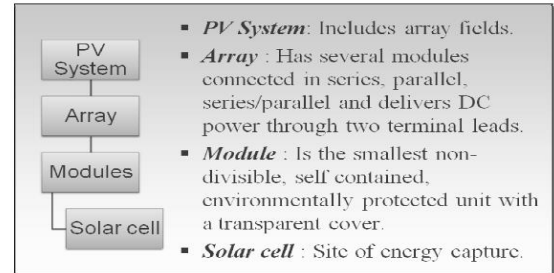 PV
System
Array
Modules
Solar cell
▪ PV System: Includes array fields.
▪ Array : Has several modules
connected in series, parallel,
series/parallel and delivers DC
power through two terminal leads.
▪ Module : Is the smallest non-
divisible, self contained,
environmentally protected unit with
a transparent cover.
▪ Solar cell : Site of energy capture.